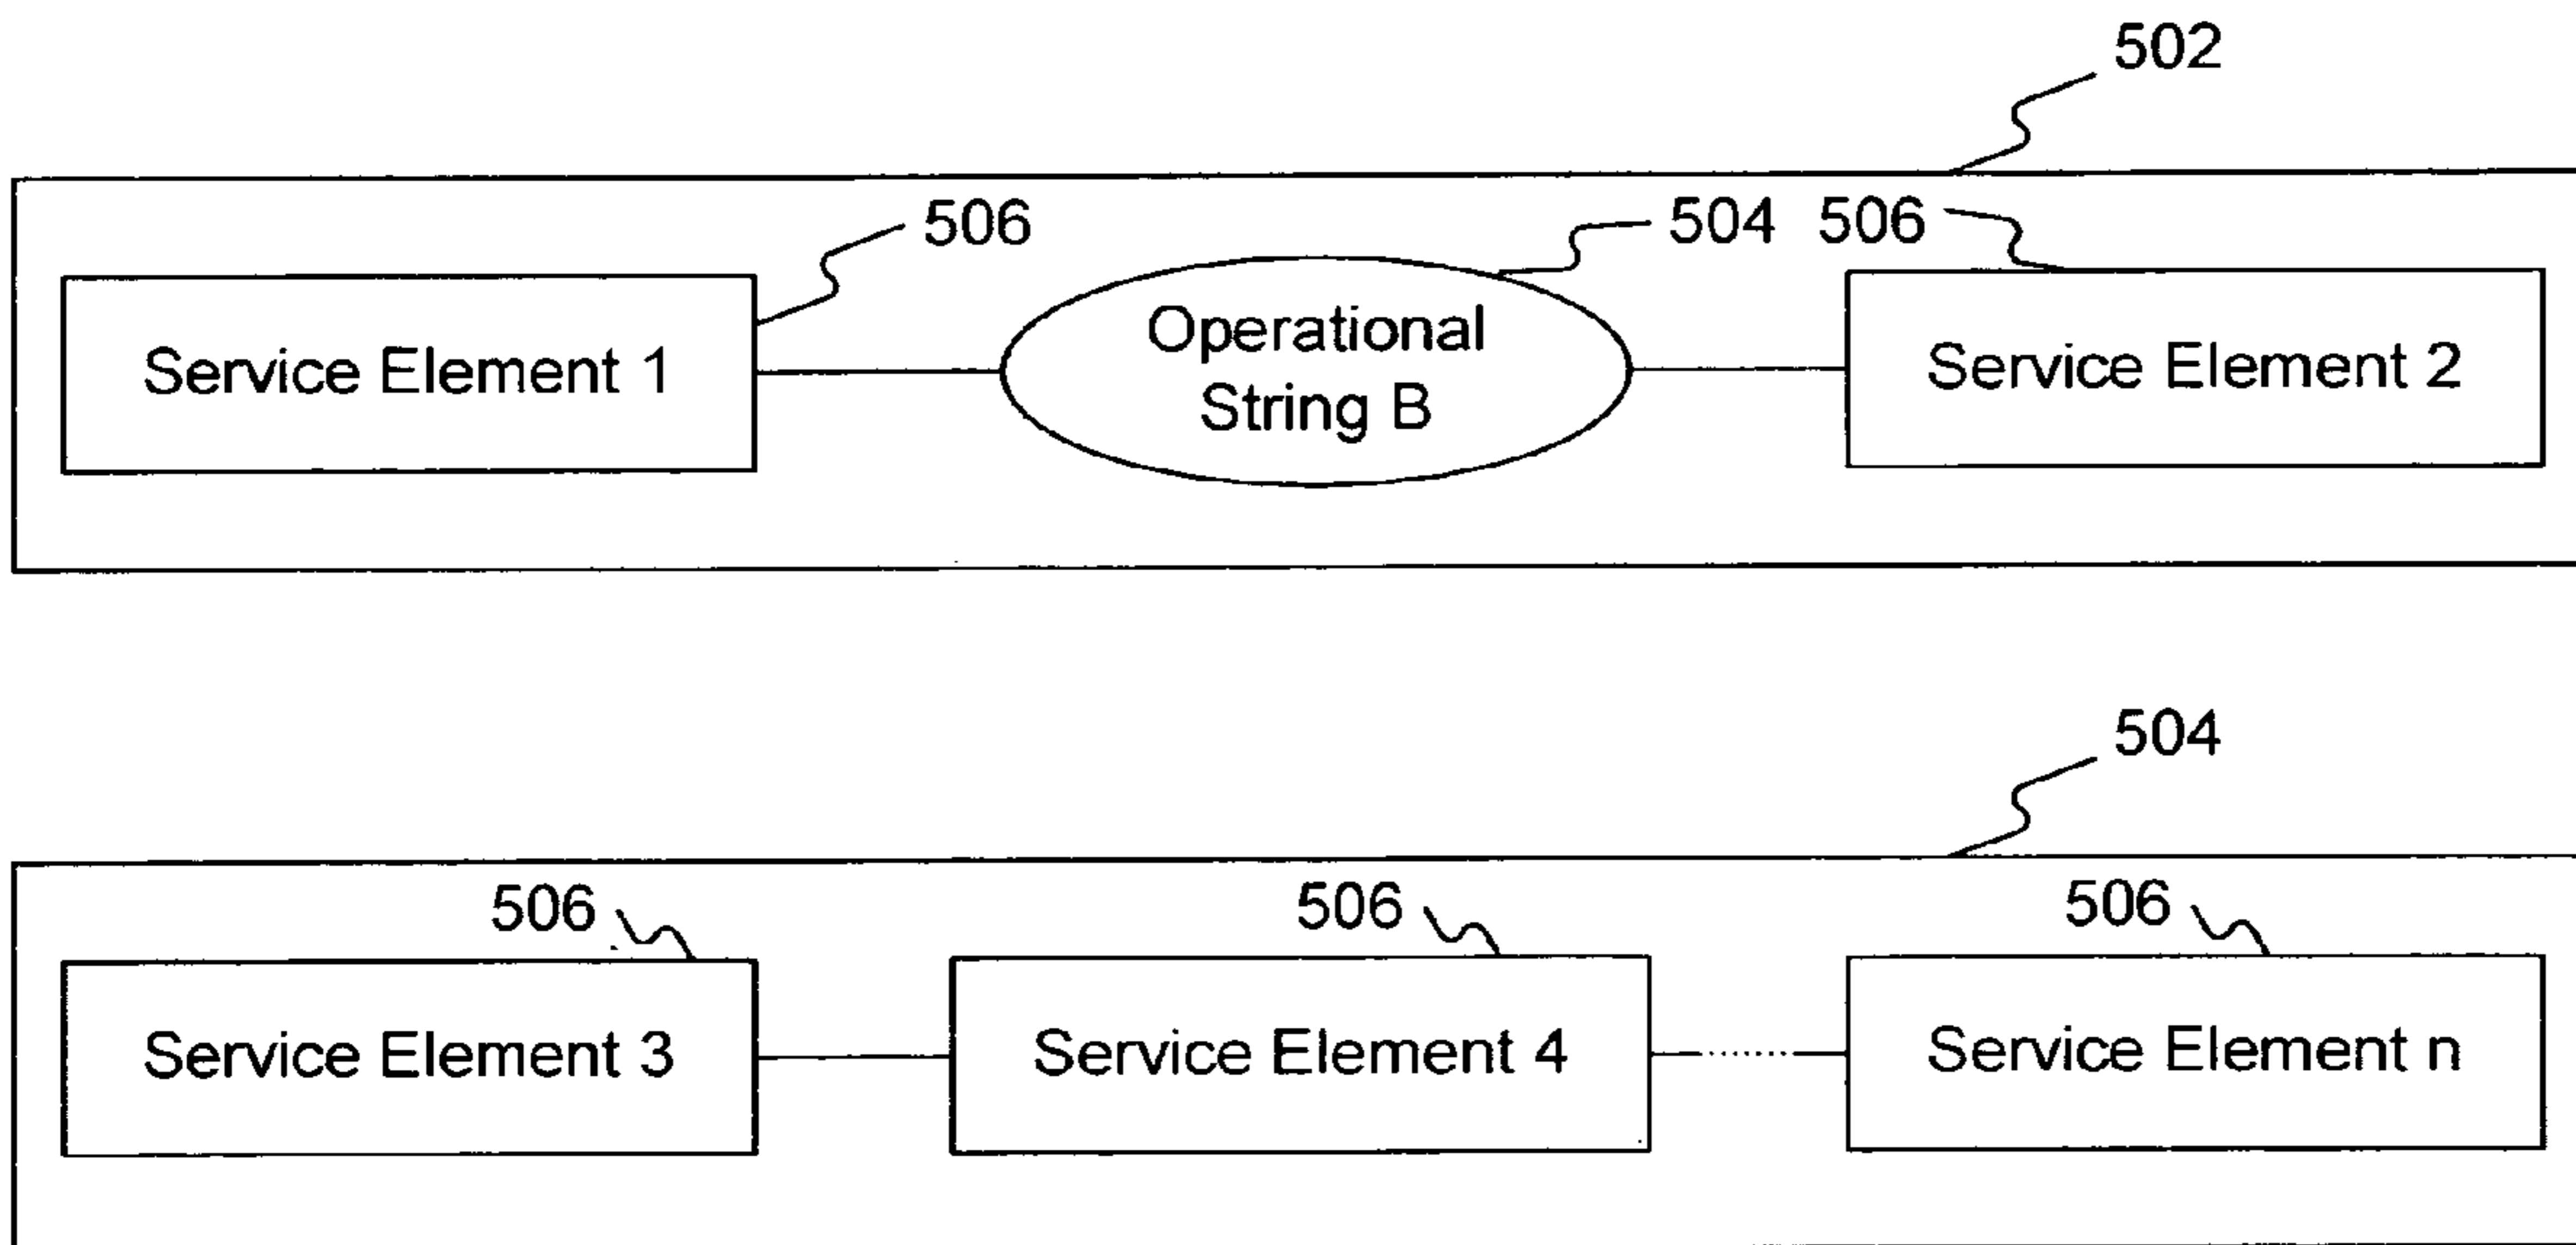 502
506
504 506
Service Element 1
Operational
String B
Service Element 2
504
506
506
506
Service Element 3
Service Element 4
Service Element n